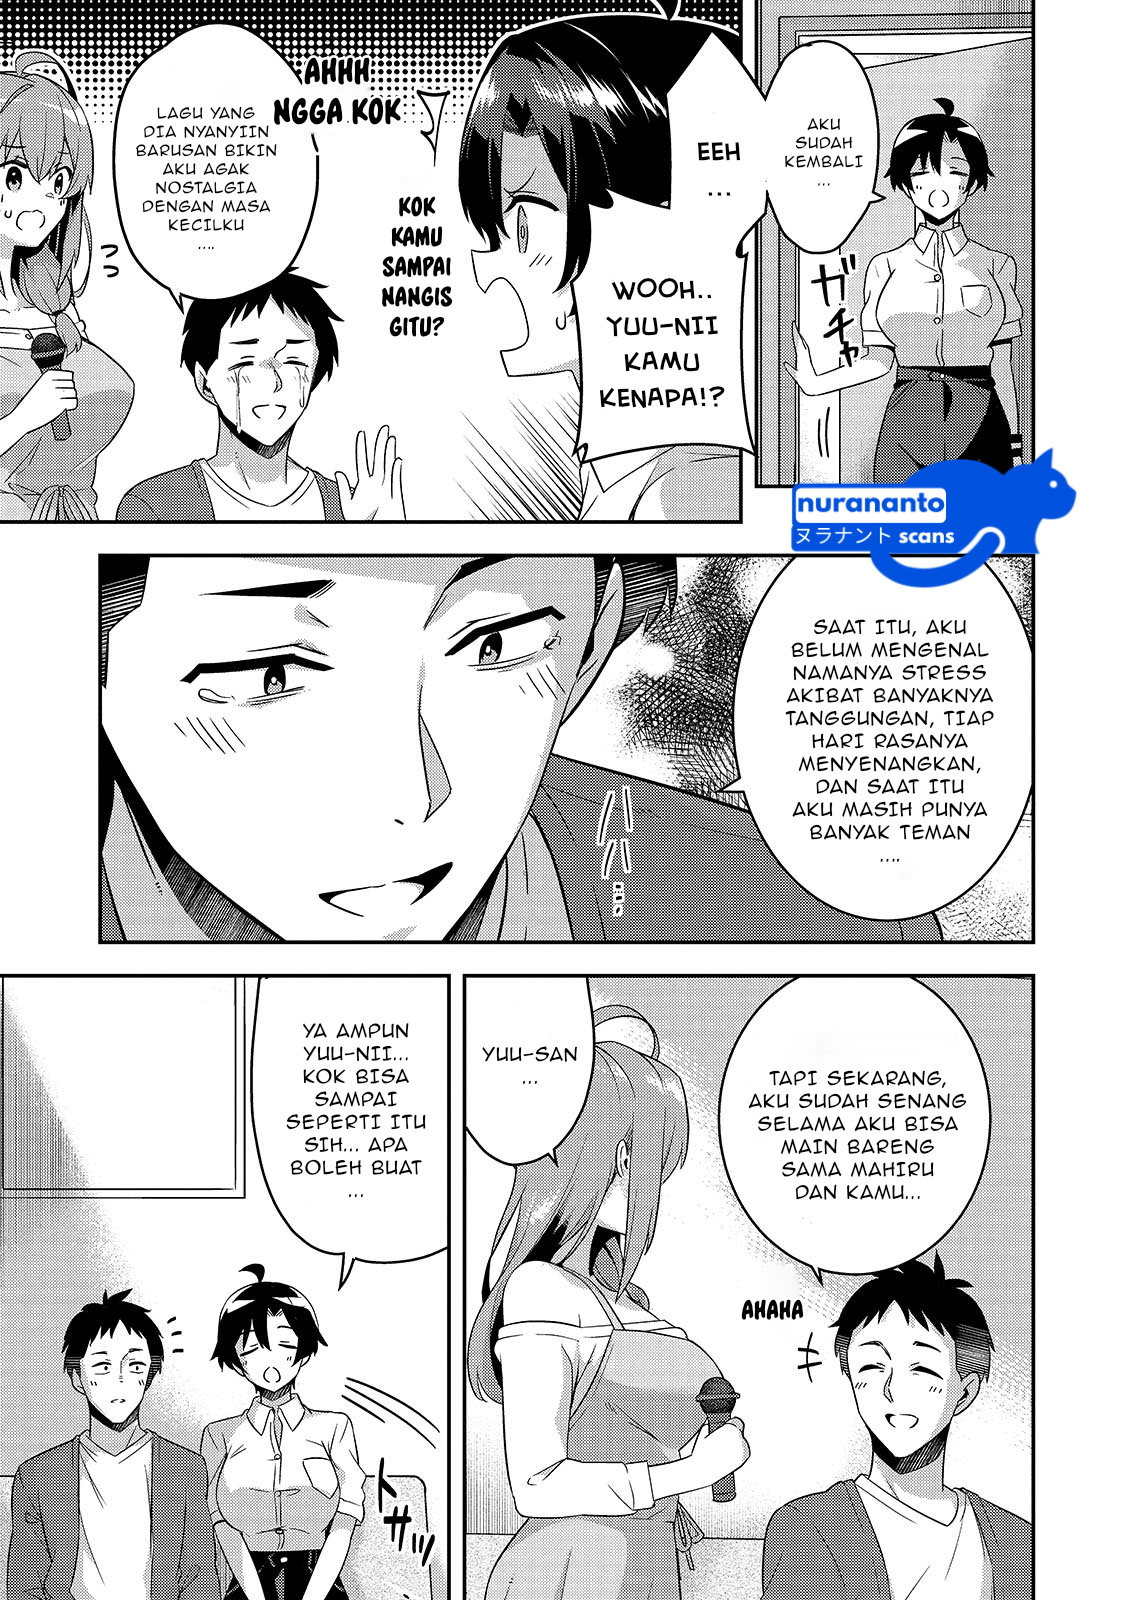 AKU
SUDAH
KEMBALI
...
ガチャ
EEH
...
WOOH..
YUU-NII
KAMU
KENAPA!?
KOK
KAMU
SAMPAI
NANGIS
GITU?
AHHH
NGGA KOK
LAGU YANG
DIA NYANYIIN
BARUSAN BIKIN
AKU AGAK
NOSTALGIA
DENGAN MASA
KECILKU
....
nurananto
ヌラナント scans
SAAT ITU, AKU
BELUM MENGENAL
NAMANYA STRESS
AKIBAT BANYAKNYA
TANGGUNGAN, TIAP
HARI RASANYA
MENYENANGKAN,
DAN SAAT ITU
AKU MASIH PUNYA
BANYAK TEMAN
....
TAPI SEKARANG,
AKU SUDAH SENANG
SELAMA AKU BISA
MAIN BARENG
SAMA MAHIRU
DAN KAMU...
AHAHA
YUU-SAN
...
YA AMPUN
YUU-NII...
KOK BISA
SAMPAI
SEPERTI ITU
SIH... APA
BOLEH BUAT
...
トサッ